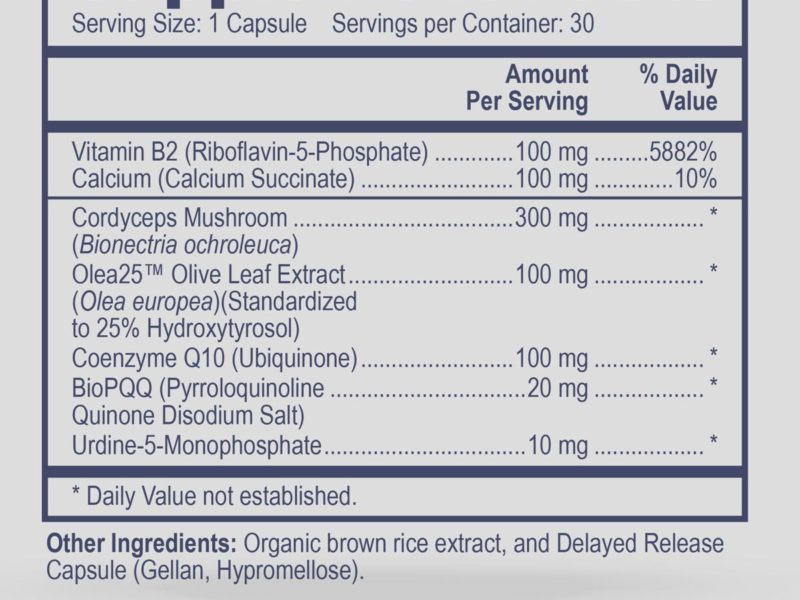 Serving Size: 1 Capsule Servings per Container: 30
Amount Per Serving % Daily Value
Vitamin B2 (Riboflavin-5-Phosphate) .............100 mg .........5882%
Calcium (Calcium Succinate) .....................100 mg .............10%
Cordyceps Mushroom ....................................300 mg .................. *
(Bionectria ochroleuca)
Olea25™ Olive Leaf Extract ...........................100 mg .................. *
(Olea europea)(Standardized
to 25% Hydroxytyrosol)
Coenzyme Q10 (Ubiquinone) .........................100 mg .................. *
BioPQQ (Pyrroloquinoline ................................20 mg .................. *
Quinone Disodium Salt)
Urdine-5-Monophosphate .................................10 mg .................. *
* Daily Value not established.
Other Ingredients: Organic brown rice extract, and Delayed Release
Capsule (Gellan, Hypromellose).